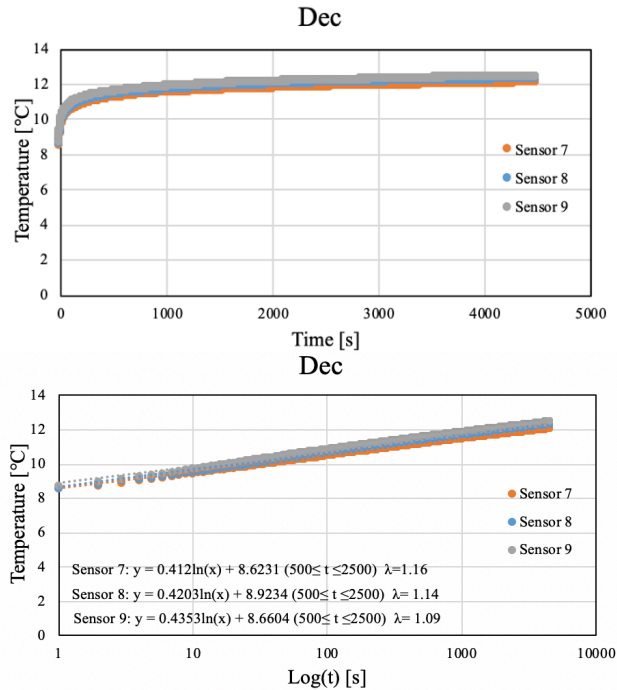 Dec
14
12
10
8
6
4
2
0
Temperature [℃]
Sensor 7
Sensor 8
Sensor 9
0 1000 2000 3000 4000 5000
Time [s]
Dec
14
12
10
8
6
4
2
0
Temperature [℃]
Sensor 7
Sensor 8
Sensor 9
Sensor 7: y = 0.412ln(x) + 8.6231 (500≤ t ≤2500) λ=1.16
Sensor 8: y = 0.4203ln(x) + 8.9234 (500≤ t ≤2500) λ= 1.14
Sensor 9: y = 0.4353ln(x) + 8.6604 (500≤ t ≤2500) λ= 1.09
1 10 100 1000 10000
Log(t) [s]